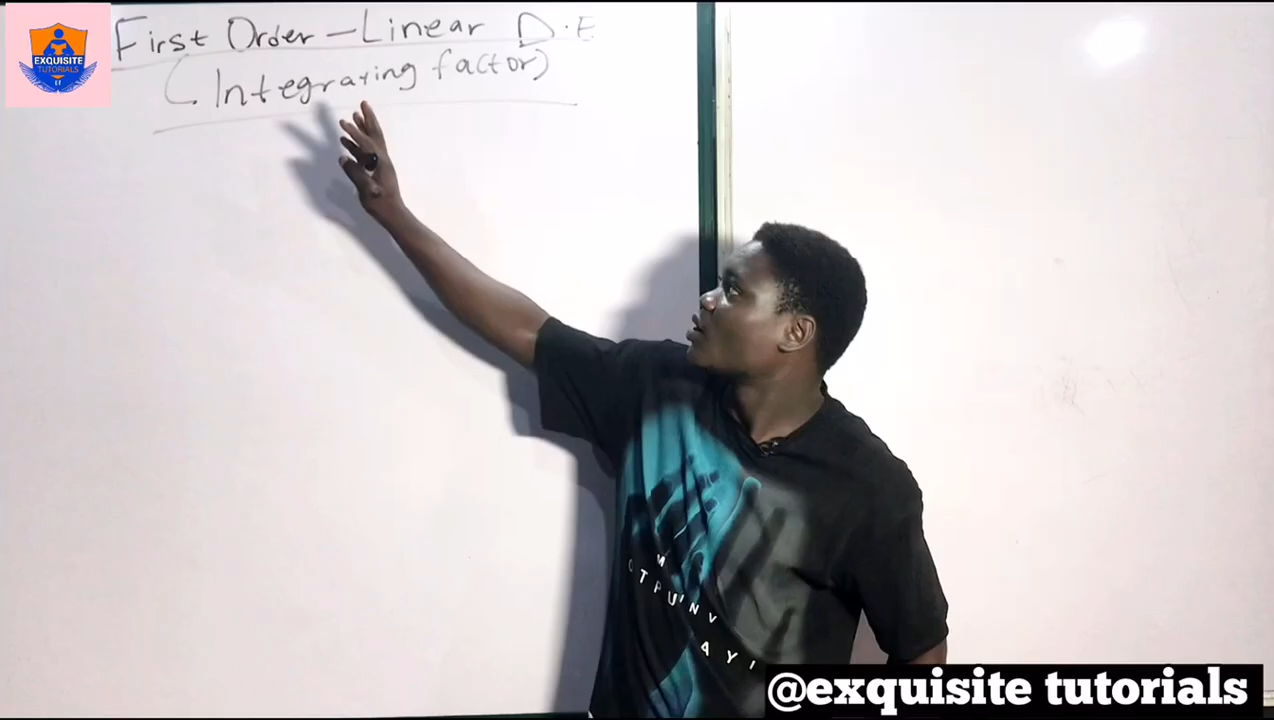 First Order - Linear D.E
(Integrating factor)
EXQUISITE
TUTORIALS
@exquisite tutorials